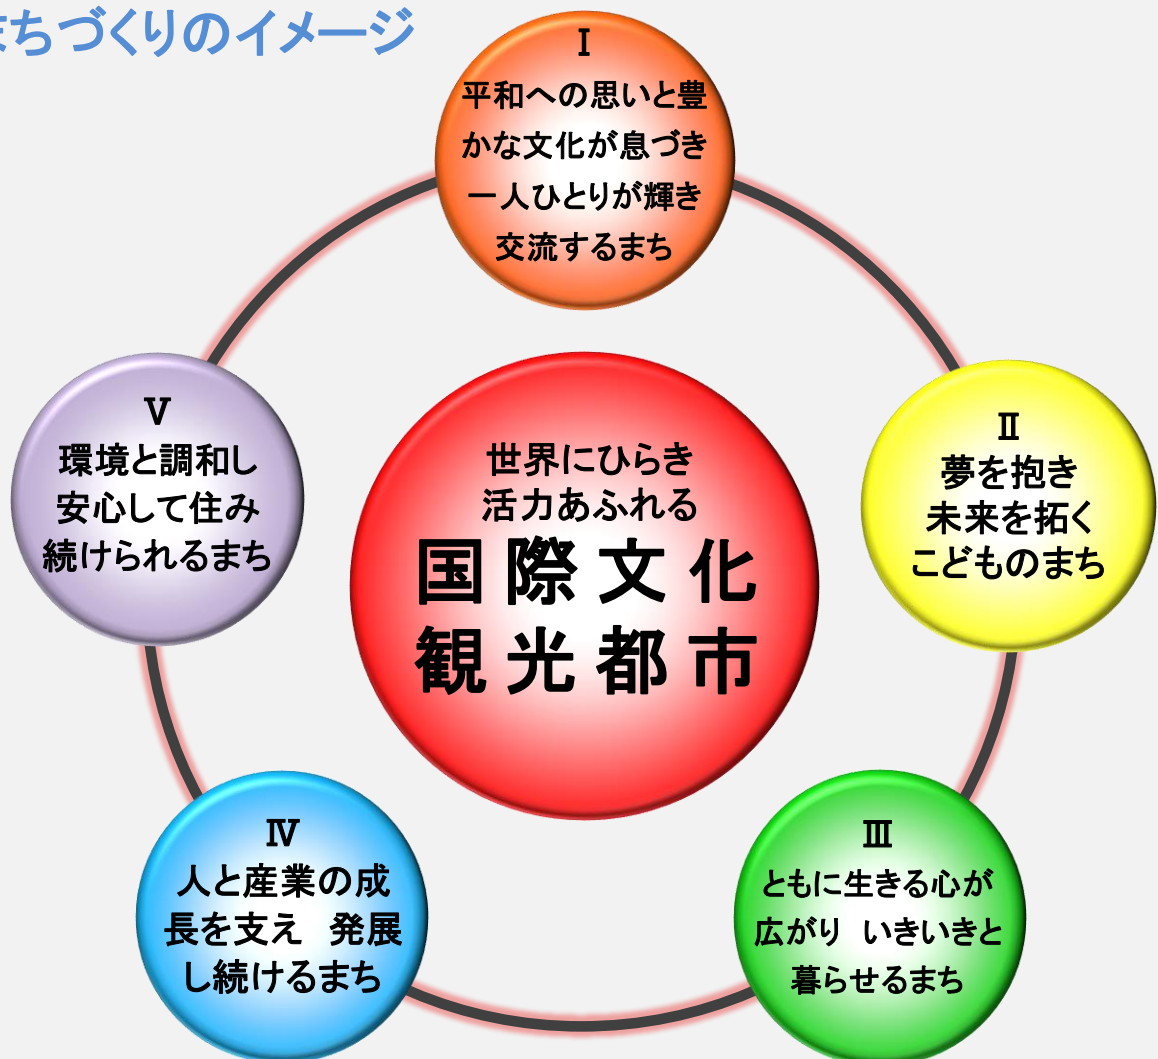 まちづくりのイメージ
Ⅰ
平和への思いと豊
かな文化が息づき
一人ひとりが輝き
交流するまち
Ⅱ
夢を抱き
未来を拓く
こどものまち
Ⅲ
ともに生きる心が
広がり　いきいきと
暮らせるまち
Ⅳ
人と産業の成
長を支え　発展
し続けるまち
Ⅴ
環境と調和し
安心して住み
続けられるまち
世界にひらき
活力あふれる
国際文化
観光都市